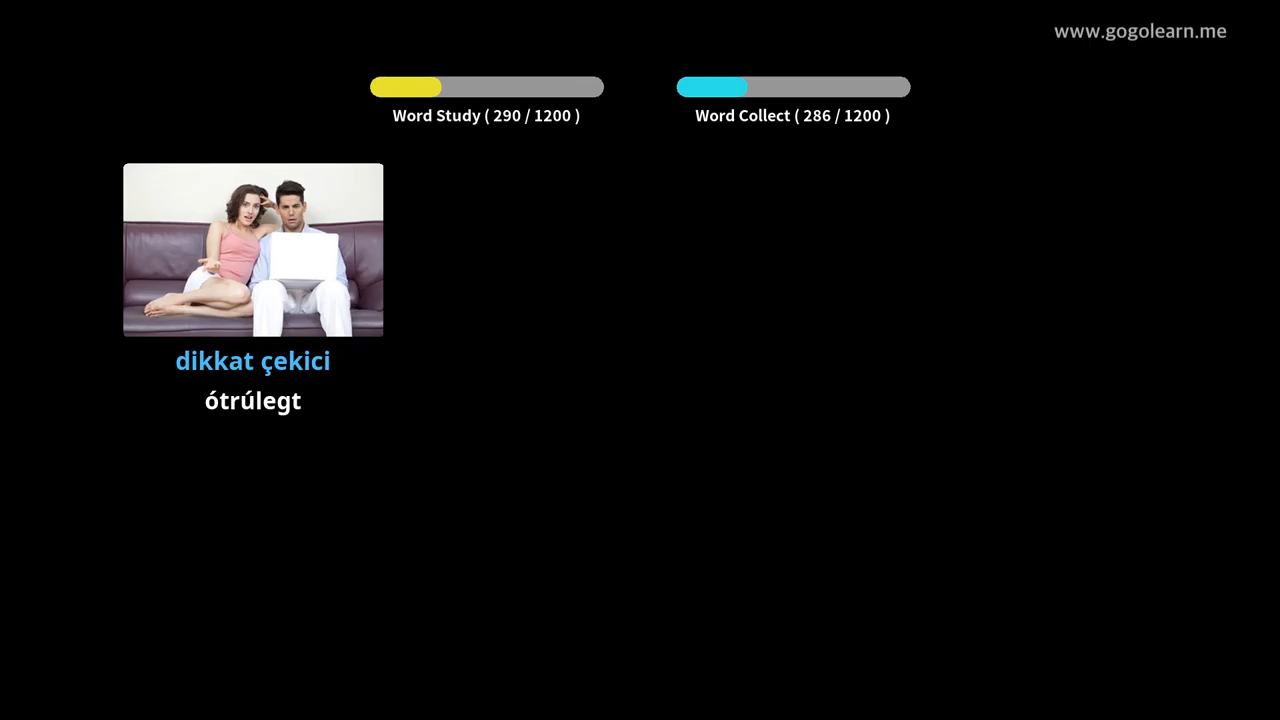 www.gogolearn.me
Word Study ( 290 / 1200 )
Word Collect ( 286 / 1200 )
dikkat çekici
ótrúlegt